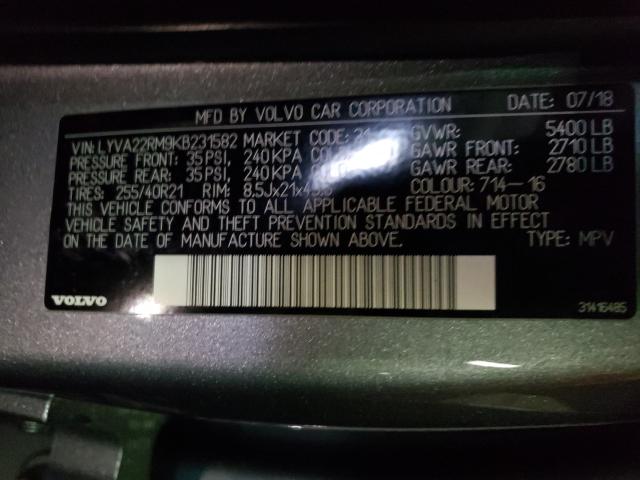 MFD BY VOLVO CAR CORPORATION DATE: 07/18
VIN: LYVA22RM9KB231582 MARKET CODE: GVWR: 5400 LB
PRESSURE FRONT: 35 PSI, 240 KPA GAWR FRONT: 2710 LB
PRESSURE REAR: 35 PSI, 240 KPA GAWR REAR: 2780 LB
TIRES: 255/40R21 RIM: COLOUR: 714-16
THIS VEHICLE CONFORMS TO ALL APPLICABLE FEDERAL MOTOR
VEHICLE SAFETY AND THEFT PREVENTION STANDARDS IN EFFECT
ON THE DATE OF MANUFACTURE SHOWN ABOVE. TYPE: MPV
VOLVO 31416485